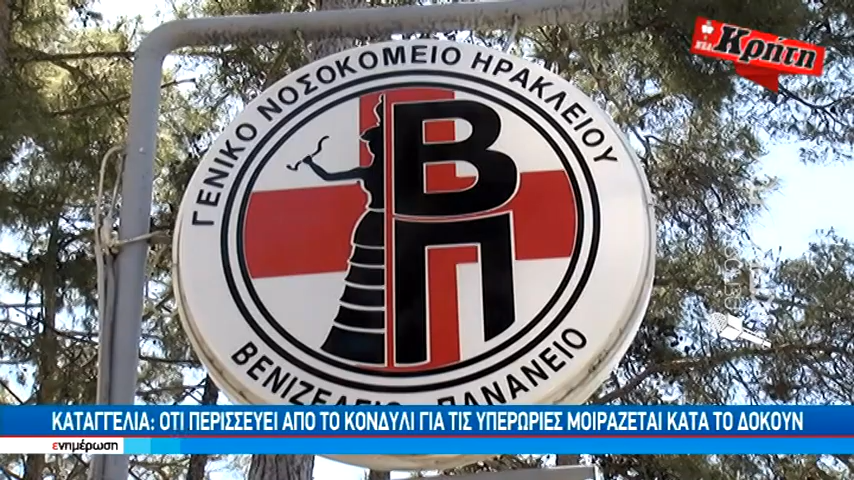 ΝΕΑ
Κρήτη
ΓΕΝΙΚΟ ΝΟΣΟΚΟΜΕΙΟ ΗΡΑΚΛΕΙΟΥ
ΒΠ
ΒΕΝΙΖΕΛΕΙΟ - ΠΑΝΑΝΕΙΟ
ΚΑΤΑΓΓΕΛΙΑ: ΟΤΙ ΠΕΡΙΣΣΕΥΕΙ ΑΠΟ ΤΟ ΚΟΝΔΥΛΙ ΓΙΑ ΤΙΣ ΥΠΕΡΩΡΙΕΣ ΜΟΙΡΑΖΕΤΑΙ ΚΑΤΑ ΤΟ ΔΟΚΟΥΝ
ενημέρωση